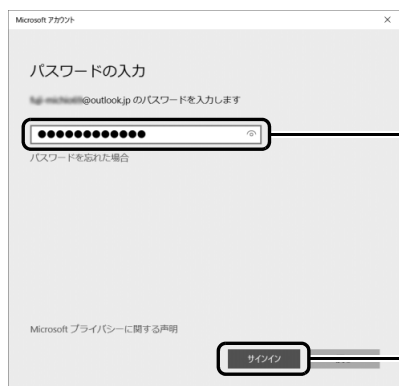 Microsoft アカウント
パスワードの入力
@outlook.jp のパスワードを入力します
●●●●●●●●●●●●
パスワードを忘れた場合
Microsoft プライバシーに関する声明
サインイン